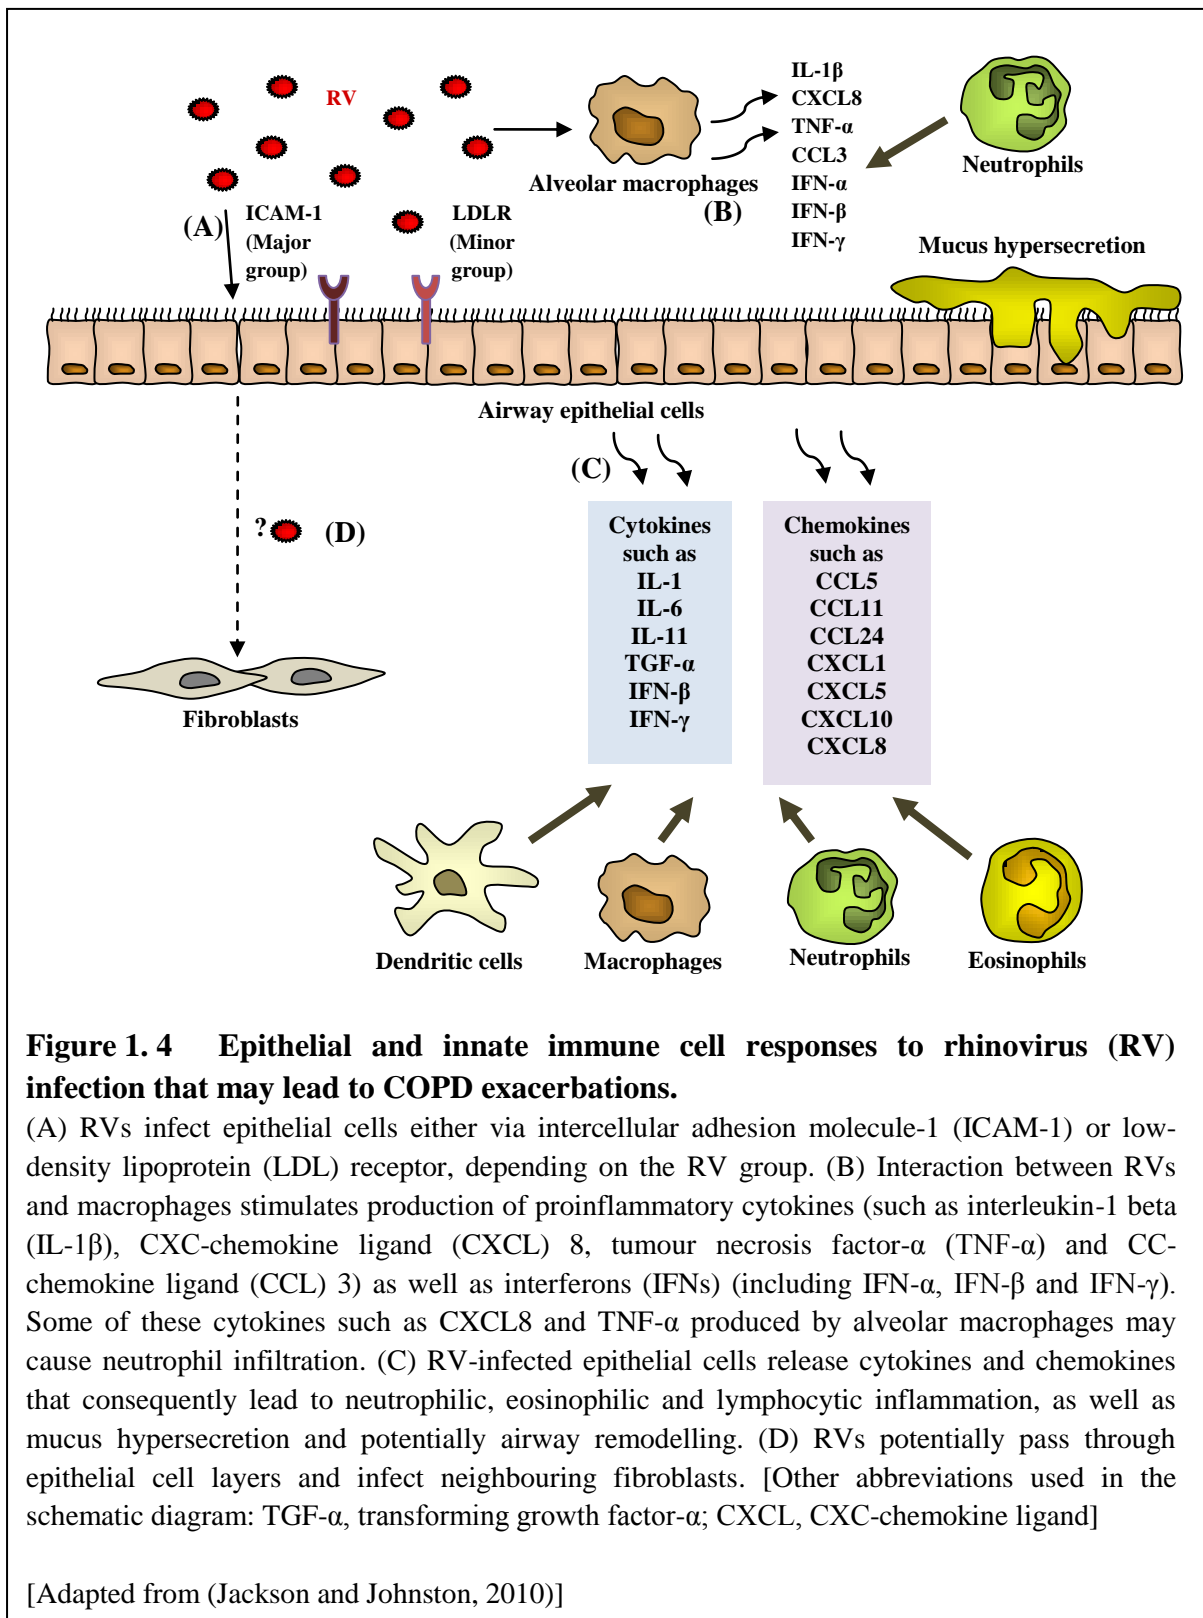 RV
IL-1β
CXCL8
TNF-α
CCL3
IFN-α
IFN-β
IFN-γ
Neutrophils
Alveolar macrophages
(B)
(A)
ICAM-1
(Major
group)
LDLR
(Minor
group)
Mucus hypersecretion
Airway epithelial cells
(C)
? (D)
Fibroblasts
Cytokines
such as
IL-1
IL-6
IL-11
TGF-α
IFN-β
IFN-γ
Chemokines
such as
CCL5
CCL11
CCL24
CXCL1
CXCL5
CXCL10
CXCL8
Dendritic cells
Macrophages
Neutrophils
Eosinophils
Figure 1. 4 Epithelial and innate immune cell responses to rhinovirus (RV)
infection that may lead to COPD exacerbations.
(A) RVs infect epithelial cells either via intercellular adhesion molecule-1 (ICAM-1) or low-
density lipoprotein (LDL) receptor, depending on the RV group. (B) Interaction between RVs
and macrophages stimulates production of proinflammatory cytokines (such as interleukin-1 beta
(IL-1β), CXC-chemokine ligand (CXCL) 8, tumour necrosis factor-α (TNF-α) and CC-
chemokine ligand (CCL) 3) as well as interferons (IFNs) (including IFN-α, IFN-β and IFN-γ).
Some of these cytokines such as CXCL8 and TNF-α produced by alveolar macrophages may
cause neutrophil infiltration. (C) RV-infected epithelial cells release cytokines and chemokines
that consequently lead to neutrophilic, eosinophilic and lymphocytic inflammation, as well as
mucus hypersecretion and potentially airway remodelling. (D) RVs potentially pass through
epithelial cell layers and infect neighbouring fibroblasts. [Other abbreviations used in the
schematic diagram: TGF-α, transforming growth factor-α; CXCL, CXC-chemokine ligand]
[Adapted from (Jackson and Johnston, 2010)]